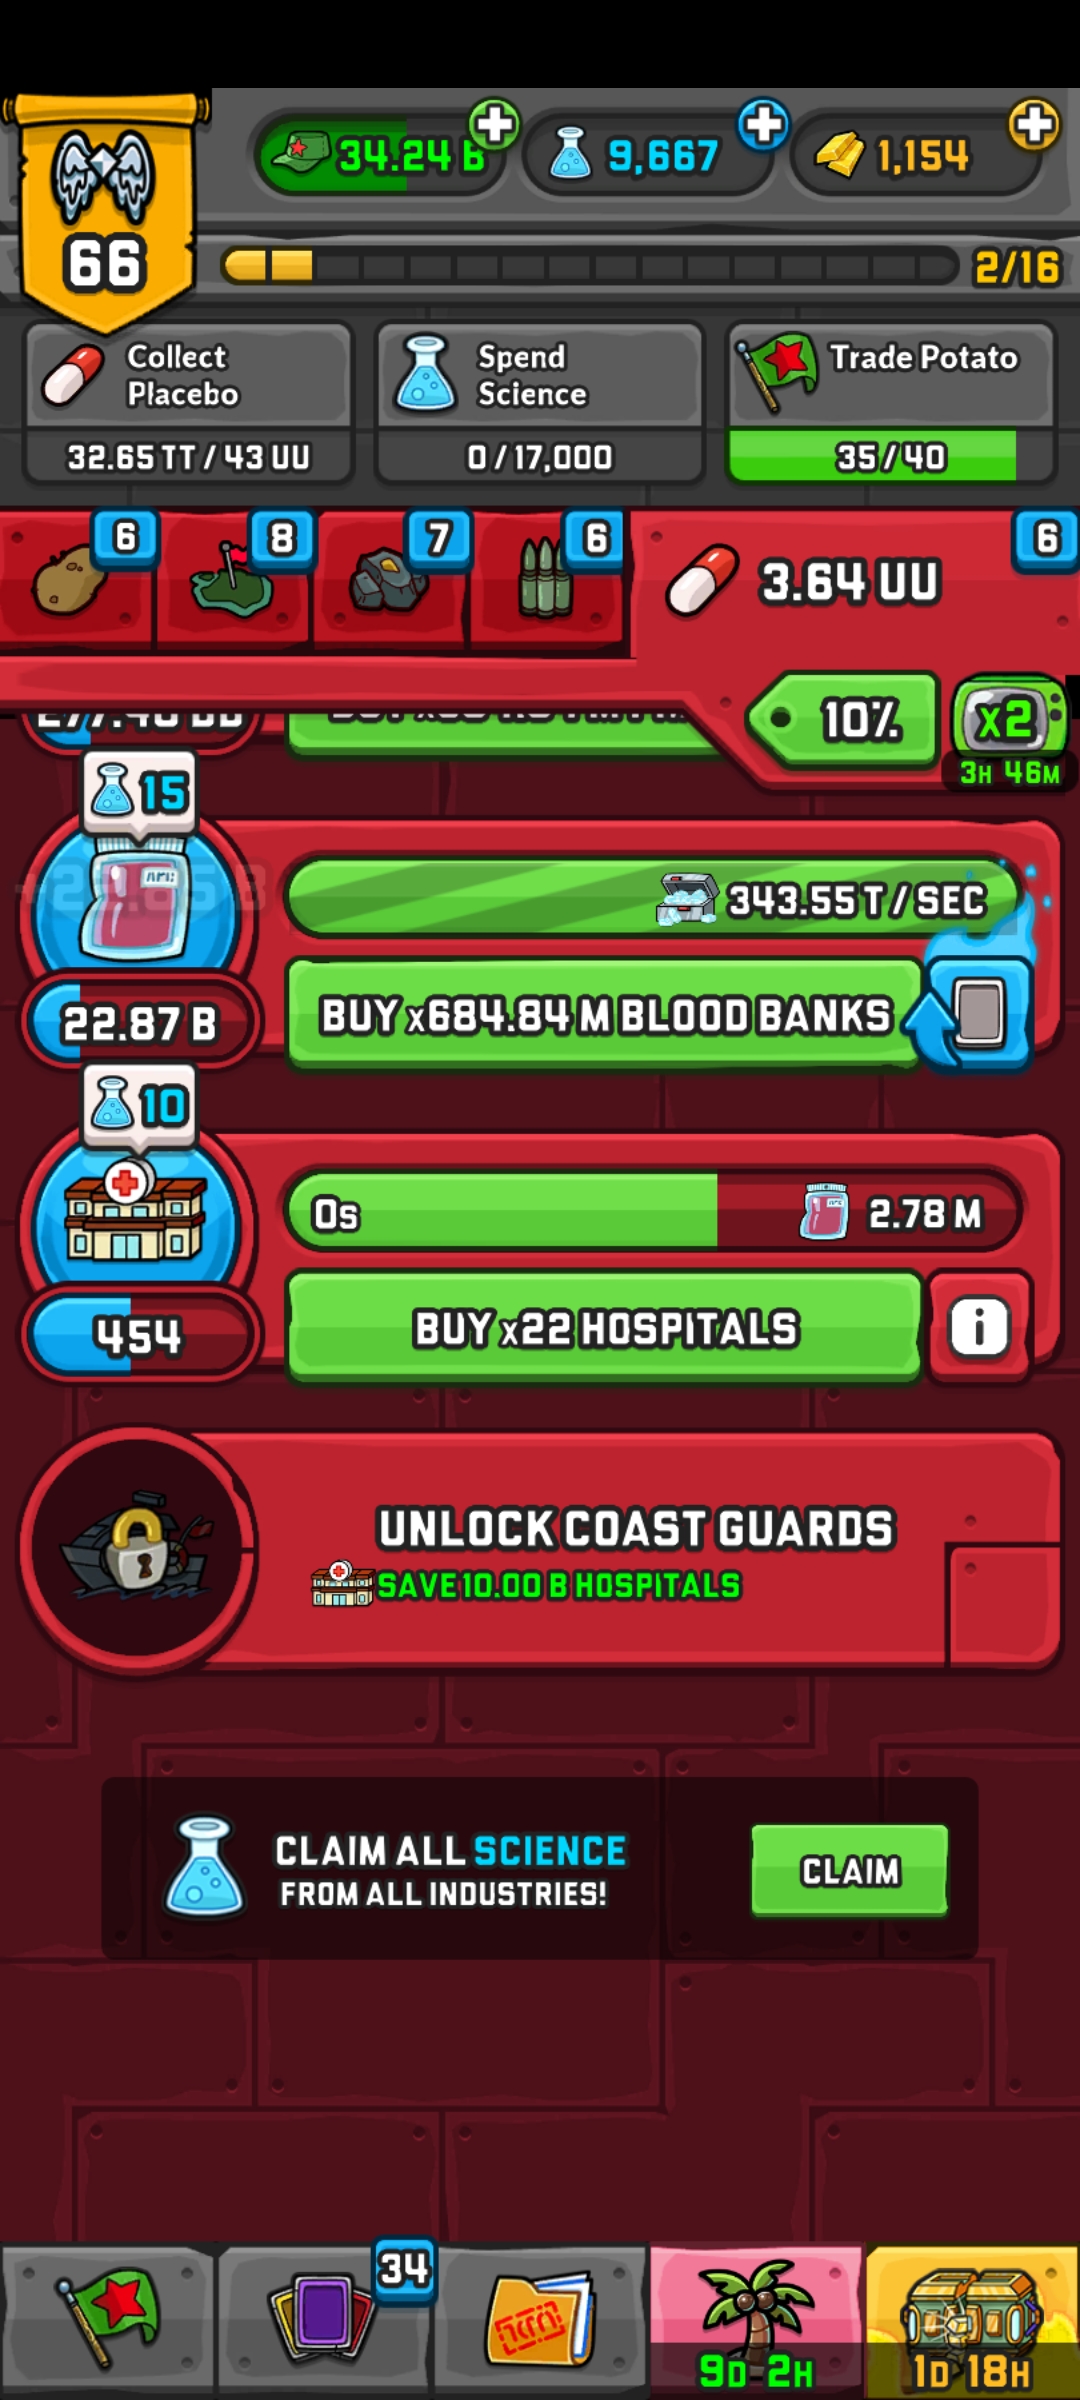 34.24 B
9,667
1,154
66
2/16
Collect
Placebo
32.65 TT / 43 UU
Spend
Science
0 / 17,000
Trade Potato
35 / 40
6
8
7
6
3.64 UU
6
10%
x2
3H 46M
15
343.55 T / SEC
22.87 B
BUY x684.84 M BLOOD BANKS
10
0s
2.78 M
454
BUY x22 HOSPITALS
i
UNLOCK COAST GUARDS
SAVE 10.00 B HOSPITALS
CLAIM ALL SCIENCE
FROM ALL INDUSTRIES!
CLAIM
34
9D 2H
1D 18H